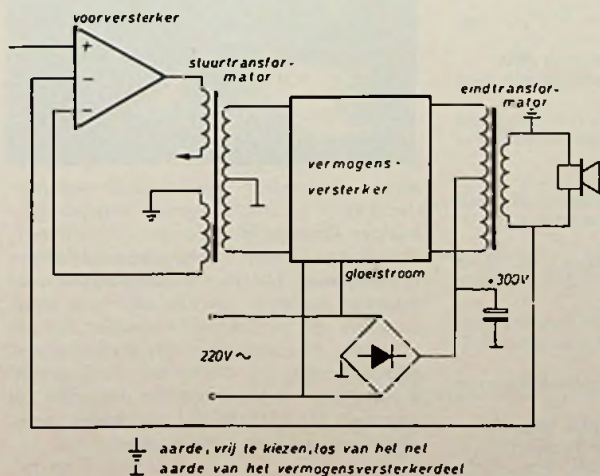 voorversterker
+
−
−
stuurtransfor-
mator
eindtransfor-
mator
vermogens-
versterker
gloeistroom
+300V
220V ~
aarde, vrij te kiezen, los van het net
aarde van het vermogensversterkerdeel